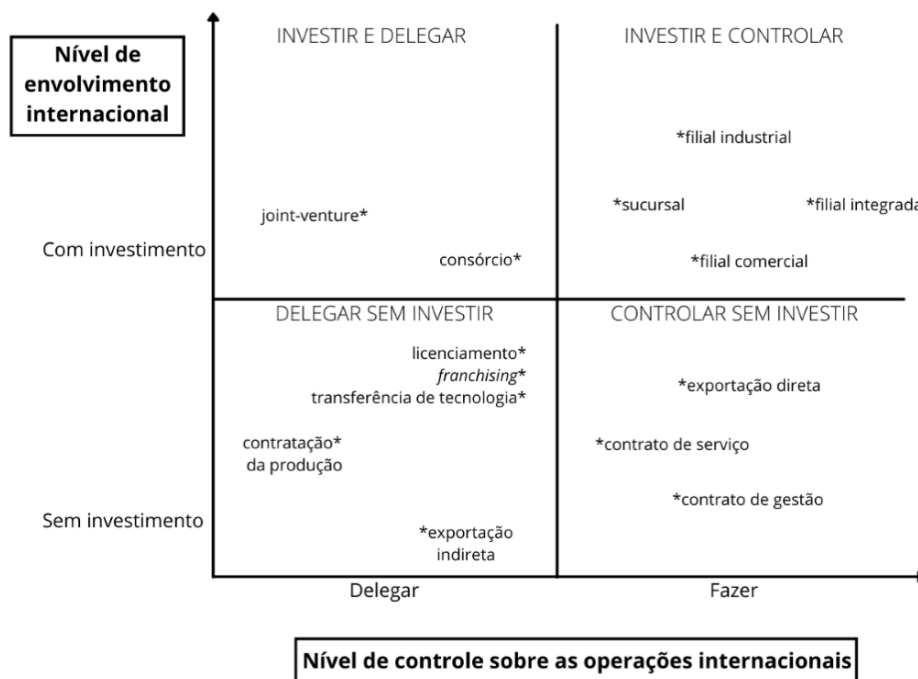 Nível de
envolvimento
internacional
INVESTIR E DELEGAR
INVESTIR E CONTROLAR
*filial industrial
joint-venture*
*sucursal
*filial integrada
Com investimento
consórcio*
*filial comercial
DELEGAR SEM INVESTIR
CONTROLAR SEM INVESTIR
licenciamento*
franchising*
transferência de tecnologia*
*exportação direta
contratação*
da produção
*contrato de serviço
*contrato de gestão
Sem investimento
*exportação
indireta
Delegar
Fazer
Nível de controle sobre as operações internacionais